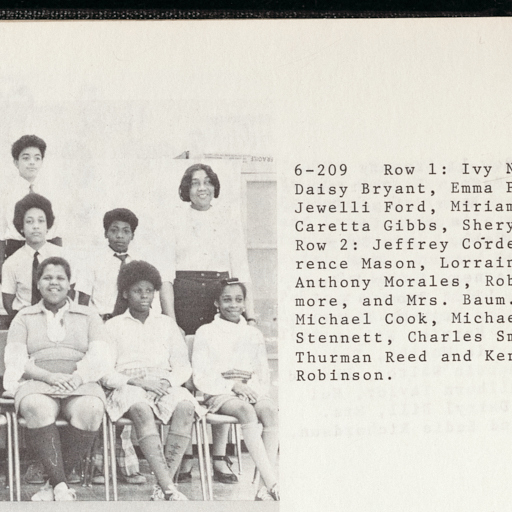 6-209 Row 1: Ivy N
Daisy Bryant, Emma
Jewelli Ford, Miriam
Caretta Gibbs, Shery
Row 2: Jeffrey Corde
rence Mason, Lorrain
Anthony Morales, Rob
more, and Mrs. Baum.
Michael Cook, Michae
Stennett, Charles Sm
Thurman Reed and Ken
Robinson.